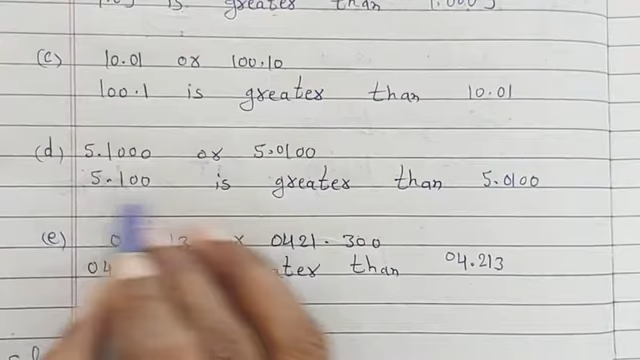 is greater than
(c) 10.01 or 100.10
100.1 is greater than 10.01
(d) 5.1000 or 5.0100
5.100 is greater than 5.0100
(e) 0421.300
than 04.213